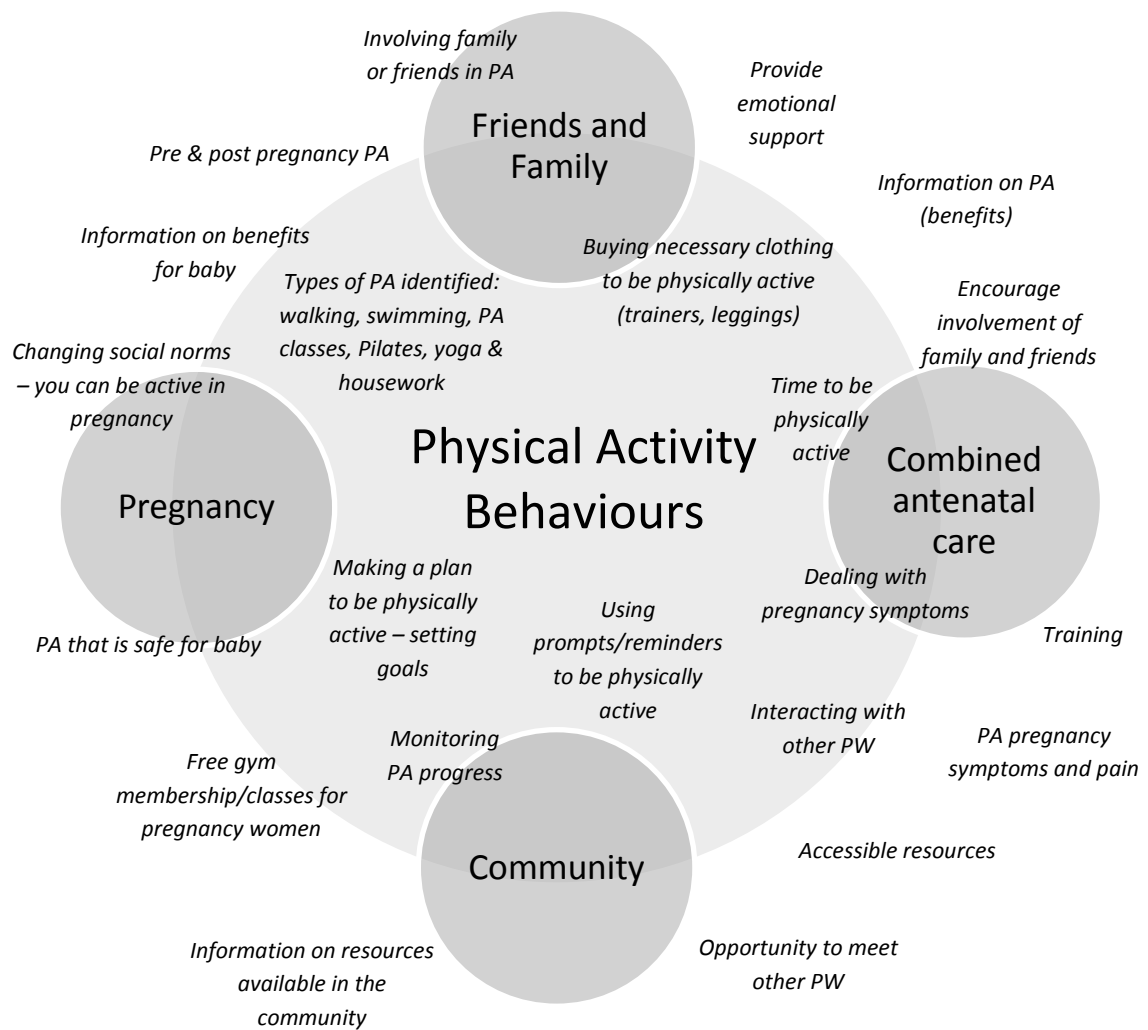 Involving family
or friends in PA
Provide
emotional
support
Friends and
Family
Pre & post pregnancy PA
Information on PA
(benefits)
Information on benefits
for baby
Buying necessary clothing
to be physically active
(trainers, leggings)
Types of PA identified:
walking, swimming, PA
classes, Pilates, yoga &
housework
Encourage
involvement of
family and friends
Changing social norms
– you can be active in
pregnancy
Time to be
physically
active
Physical Activity
Behaviours
Pregnancy
Combined
antenatal
care
Making a plan
to be physically
active – setting
goals
Dealing with
pregnancy symptoms
Using
prompts/reminders
to be physically
active
PA that is safe for baby
Training
Interacting with
other PW
PA pregnancy
symptoms and pain
Monitoring
PA progress
Free gym
membership/classes for
pregnancy women
Community
Accessible resources
Information on resources
available in the
community
Opportunity to meet
other PW